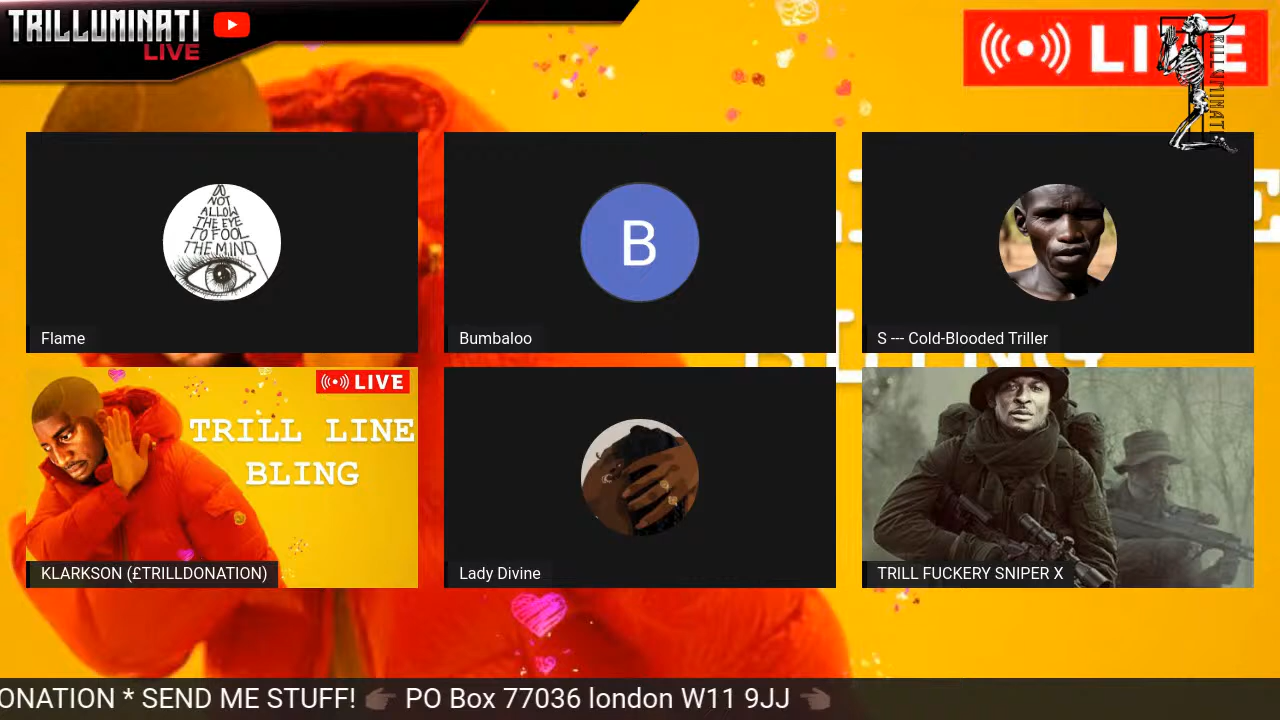 TRILLUMINATI
LIVE
LIVE
TRILLUMINATI
DO
NOT
ALLOW
THE EYE
TO FOOL
THE MIND
B
Flame
Bumbaloo
S --- Cold-Blooded Triller
LIVE
TRILL LINE
BLING
KLARKSON (£TRILLDONATION)
Lady Divine
TRILL FUCKERY SNIPER X
ONATION * SEND ME STUFF! 👉🏿 PO Box 77036 london W11 9JJ 👈🏿